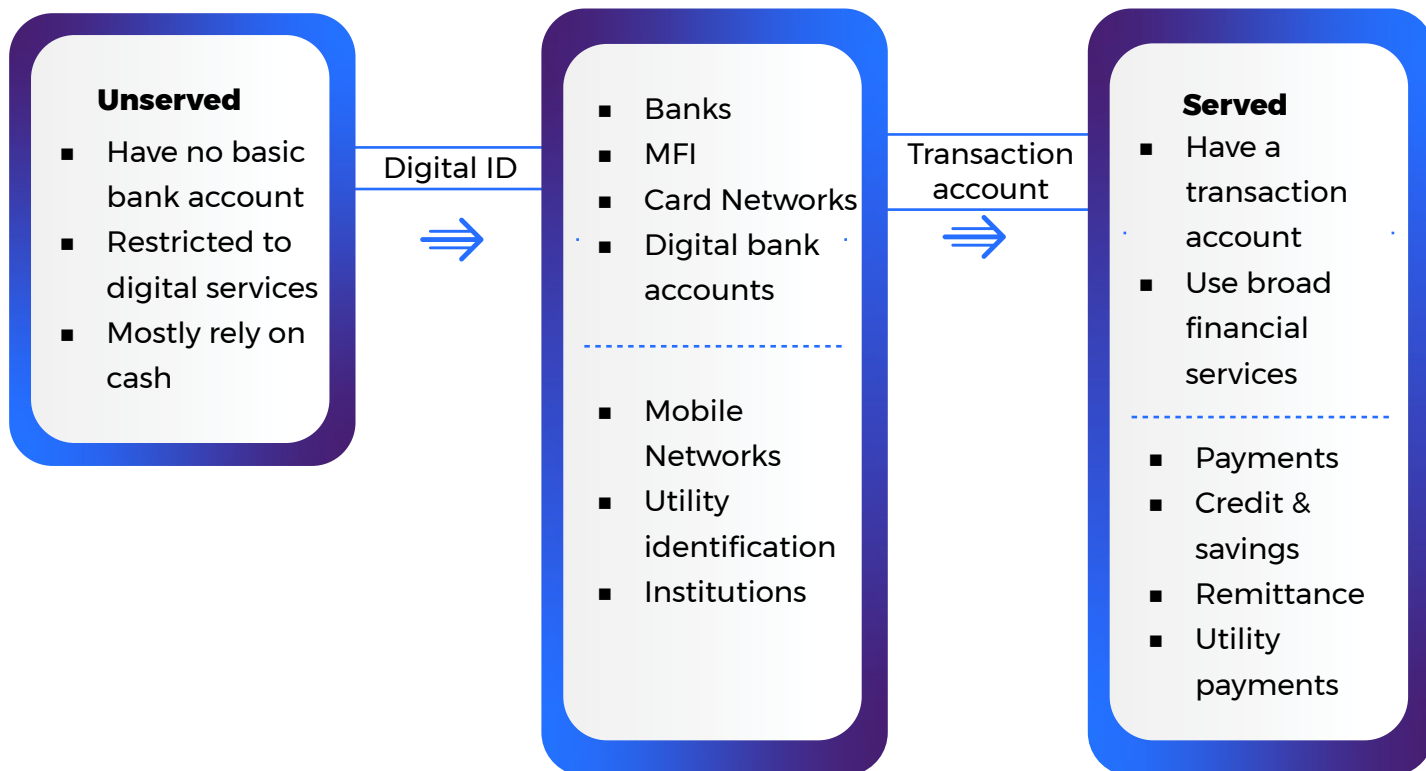 Unserved
▪ Have no basic
bank account
▪ Restricted to
digital services
▪ Mostly rely on
cash
Digital ID
▪ Banks
▪ MFI
▪ Card Networks
▪ Digital bank
accounts
▪ Mobile
Networks
▪ Utility
identification
▪ Institutions
Transaction
account
Served
▪ Have a
transaction
account
▪ Use broad
financial
services
▪ Payments
▪ Credit &
savings
▪ Remittance
▪ Utility
payments